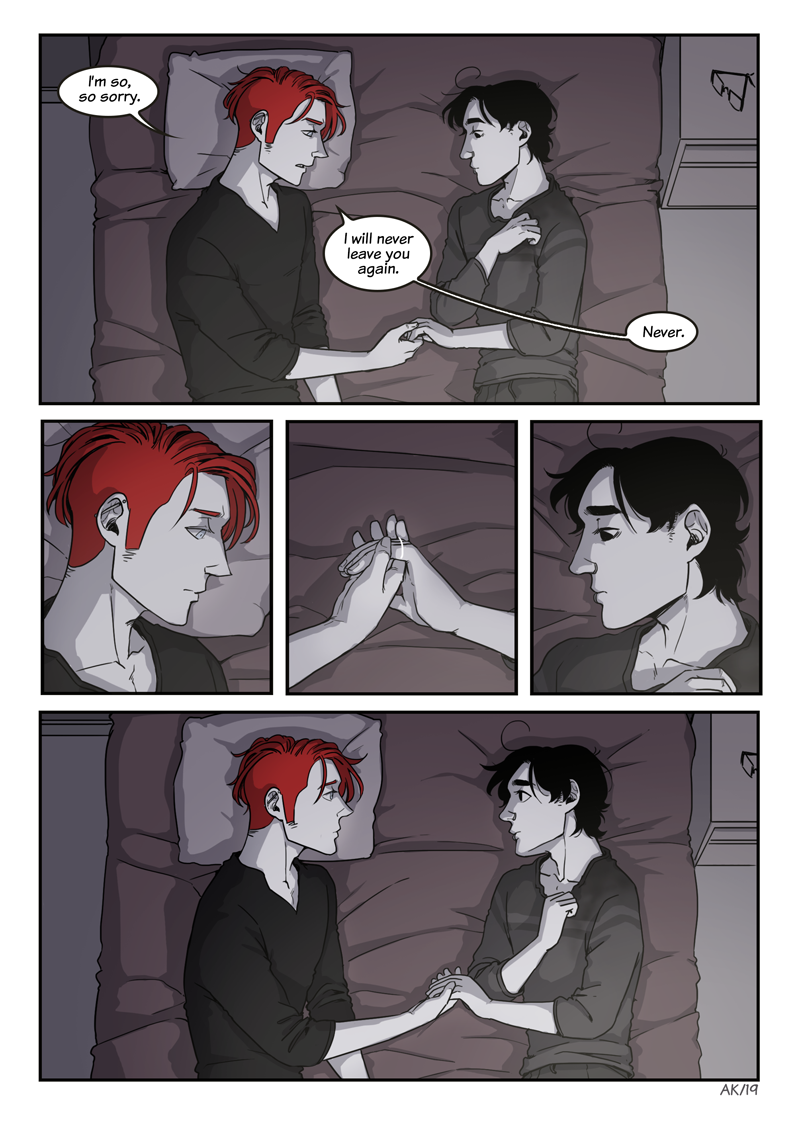 I'm so,
so sorry.
I will never
leave you
again.
Never.
AK/19